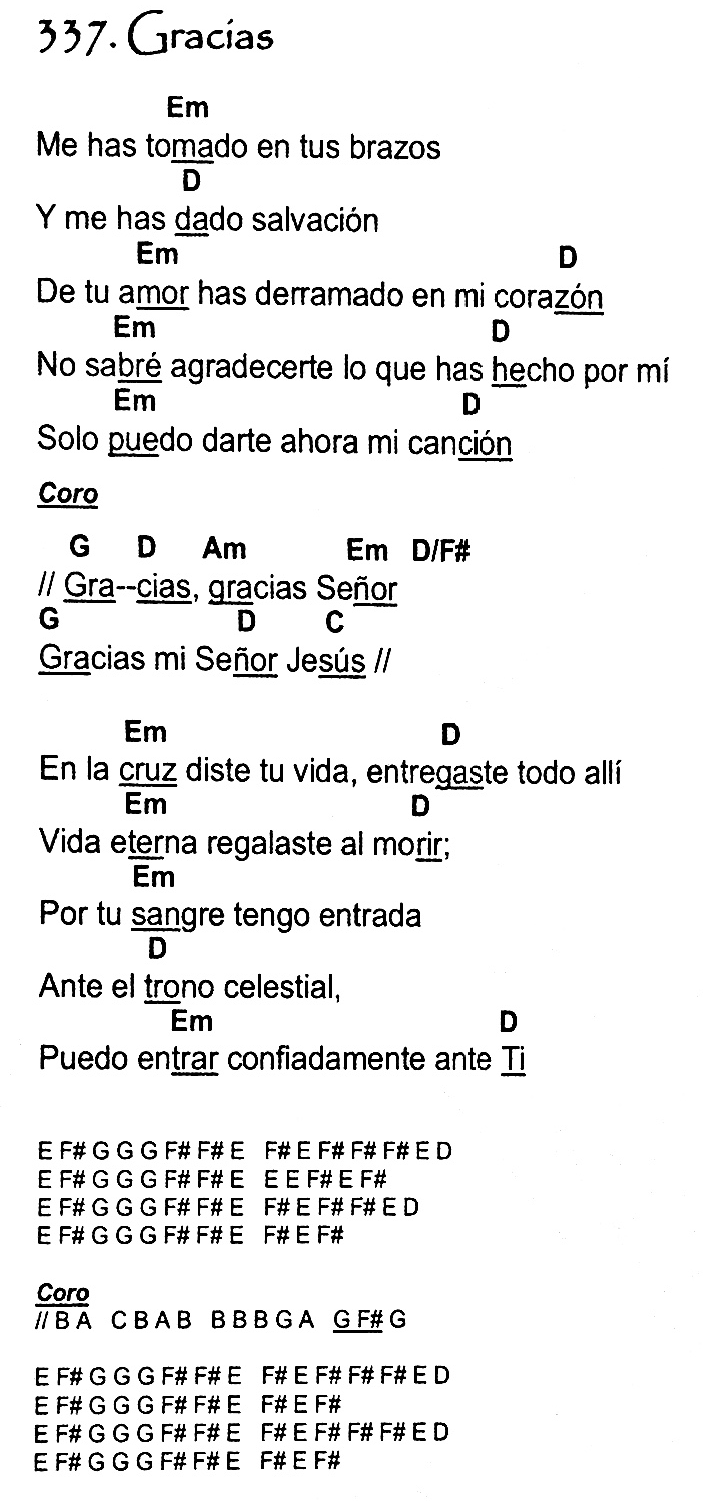 337. Gracias
Em
Me has tomado en tus brazos
D
Y me has dado salvación
Em D
De tu amor has derramado en mi corazón
Em D
No sabré agradecerte lo que has hecho por mí
Em D
Solo puedo darte ahora mi canción
Coro
G D Am Em D/F#
// Gra--cias, gracias Señor
G D C
Gracias mi Señor Jesús //
Em D
En la cruz diste tu vida, entregaste todo allí
Em D
Vida eterna regalaste al morir;
Em
Por tu sangre tengo entrada
D
Ante el trono celestial,
Em D
Puedo entrar confiadamente ante Ti
E F# G G G F# F# E F# E F# F# F# E D
E F# G G G F# F# E E E F# E F#
E F# G G G F# F# E F# E F# F# E D
E F# G G G F# F# E F# E F#
Coro
// B A C B A B B B B G A G F# G
E F# G G G F# F# E F# E F# F# F# E D
E F# G G G F# F# E F# E F#
E F# G G G F# F# E F# E F# F# F# E D
E F# G G G F# F# E F# E F#